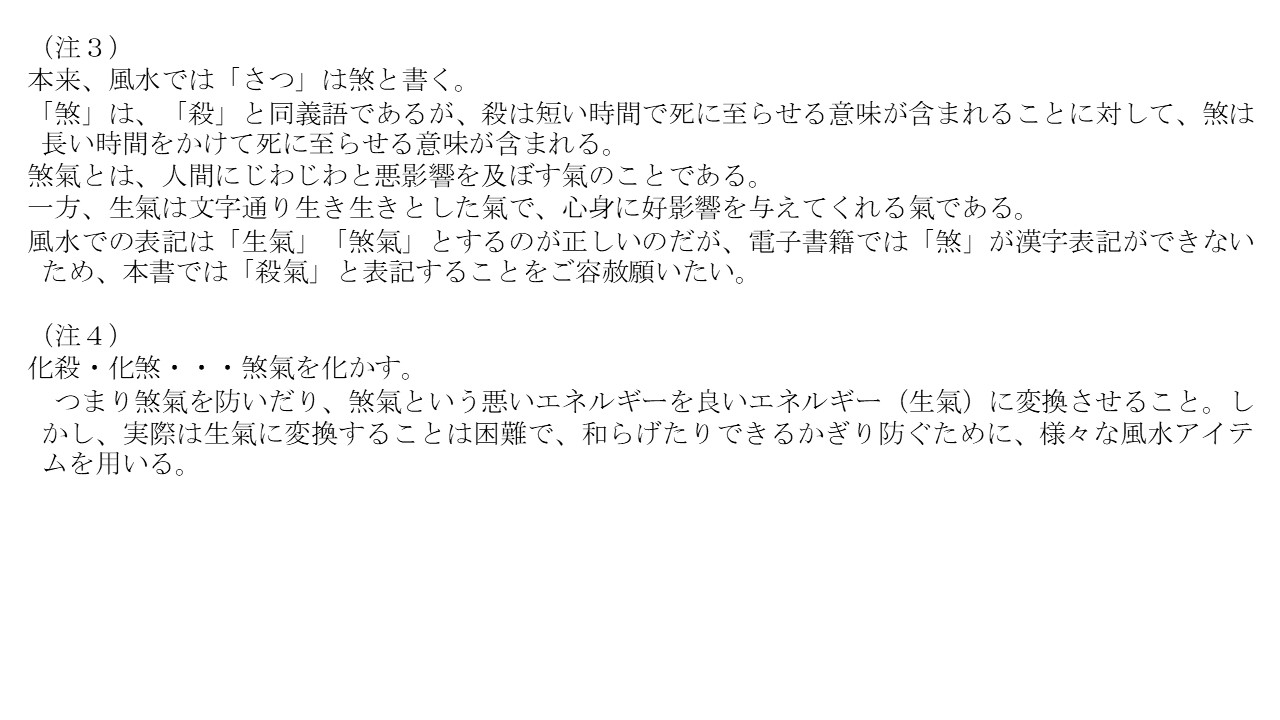 （注３）
本来、風水では「さつ」は煞と書く。
「煞」は、「殺」と同義語であるが、殺は短い時間で死に至らせる意味が含まれることに対して、煞は
長い時間をかけて死に至らせる意味が含まれる。
煞氣とは、人間にじわじわと悪影響を及ぼす氣のことである。
一方、生氣は文字通り生き生きとした氣で、心身に好影響を与えてくれる氣である。
風水での表記は「生氣」「煞氣」とするのが正しいのだが、電子書籍では「煞」が漢字表記ができない
ため、本書では「殺氣」と表記することをご容赦願いたい。
（注４）
化殺・化煞・・・煞氣を化かす。
つまり煞氣を防いだり、煞氣という悪いエネルギーを良いエネルギー（生氣）に変換させること。し
かし、実際は生氣に変換することは困難で、和らげたりできるかぎり防ぐために、様々な風水アイテ
ムを用いる。